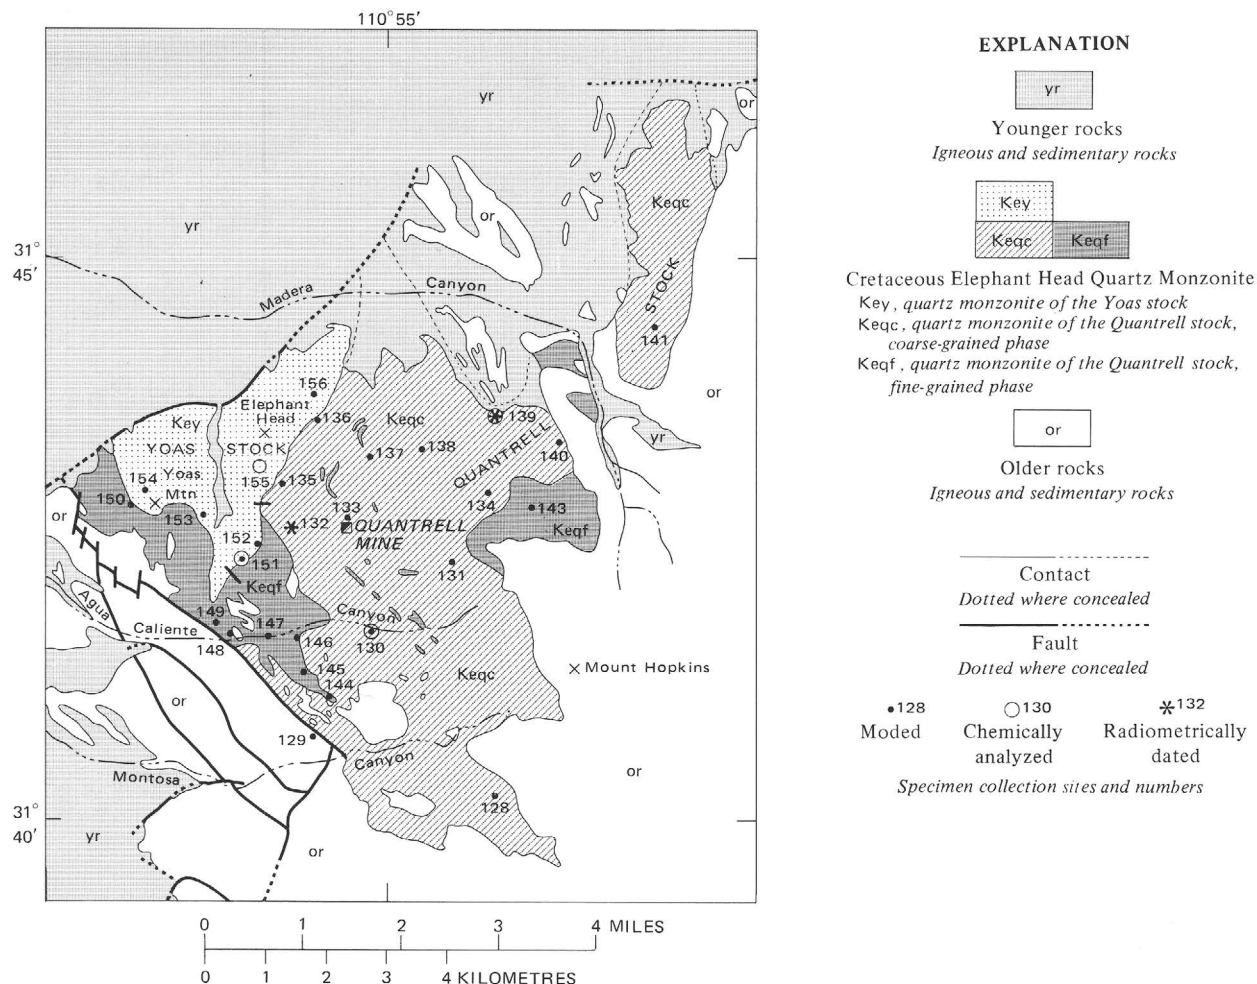 110°55′
31°
45′
31°
40′
yr
yr
or
or
Keqc
STOCK
141
or
Madera
Canyon
156
Elephant
Head
136
Key
YOAS
STOCK
Keqc
139
yr
137
138
QUANTRELL
140
154
Yoas
Mtn
155
135
150
153
133
134
143
or
132
QUANTRELL
MINE
Keqf
152
151
131
Keqf
Agua
Caliente
Canyon
149
147
148
146
130
145
144
Keqc
Mount Hopkins
or
129
Canyon
Montosa
or
128
yr
or
0 1 2 3 4 MILES
0 1 2 3 4 KILOMETRES
EXPLANATION
yr
Younger rocks
Igneous and sedimentary rocks
Key
Keqc Keqf
Cretaceous Elephant Head Quartz Monzonite
Key, quartz monzonite of the Yoas stock
Keqc, quartz monzonite of the Quantrell stock,
coarse-grained phase
Keqf, quartz monzonite of the Quantrell stock,
fine-grained phase
or
Older rocks
Igneous and sedimentary rocks
Contact
Dotted where concealed
Fault
Dotted where concealed
128 130 132
Moded Chemically Radiometrically
analyzed dated
Specimen collection sites and numbers